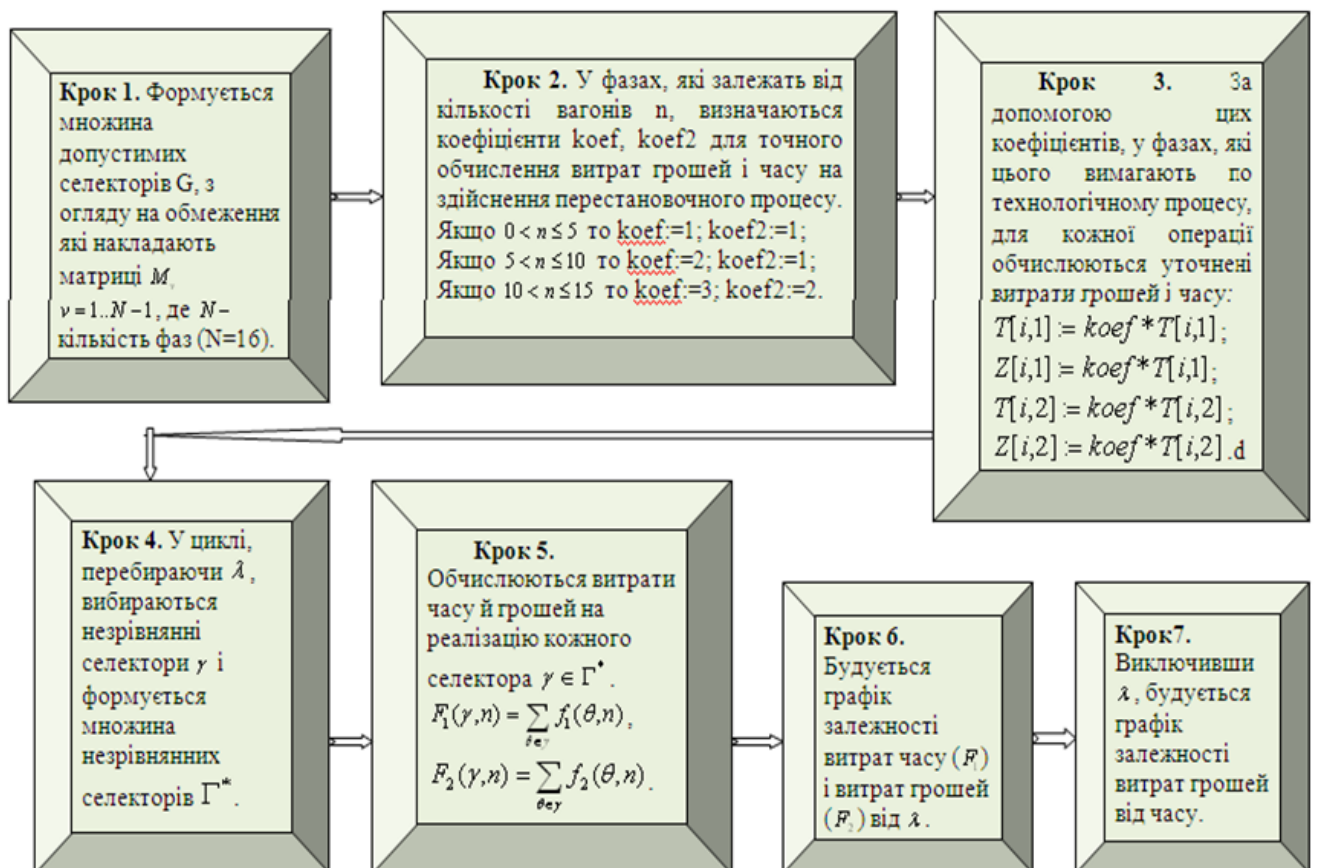 Крок 1. Формується
множина
допустимих
селекторів G, з
огляду на обмеження
які накладають
матриці M_ν
ν = 1..N − 1, де N −
кількість фаз (N=16).
Крок 2. У фазах, які залежать від
кількості вагонів n, визначаються
коефіцієнти koef, koef2 для точного
обчислення витрат грошей і часу на
здійснення перестановочного процесу.
Якщо 0 < n ≤ 5 то koef:=1; koef2:=1;
Якщо 5 < n ≤ 10 то koef:=2; koef2:=1;
Якщо 10 < n ≤ 15 то koef:=3; koef2:=2.
Крок 3. За
допомогою цих
коефіцієнтів, у фазах, які
цього вимагають по
технологічному процесу,
для кожної операції
обчислюються уточнені
витрати грошей і часу:
T[i,1] := koef * T[i,1];
Z[i,1] := koef * T[i,1];
T[i,2] := koef * T[i,2];
Z[i,2] := koef * T[i,2].d
Крок 4. У циклі,
перебираючи λ,
вибираються
незрівнянні
селектори γ і
формується
множина
незрівнянних
селекторів Γ*.
Крок 5.
Обчислюються витрати
часу й грошей на
реалізацію кожного
селектора γ ∈ Γ*.
F₁(γ,n) = ∑ f₁(θ,n),
θ∈γ
F₂(γ,n) = ∑ f₂(θ,n).
θ∈γ
Крок 6.
Будується
графік
залежності
витрат часу (F₁)
і витрат грошей
(F₂) від λ.
Крок7.
Виключивши
λ, будується
графік
залежності
витрат грошей
від часу.